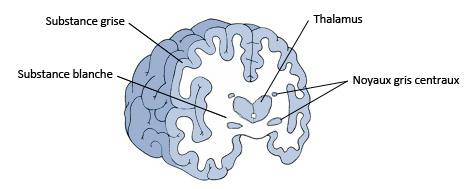 Substance grise
Thalamus
Substance blanche
Noyaux gris centraux